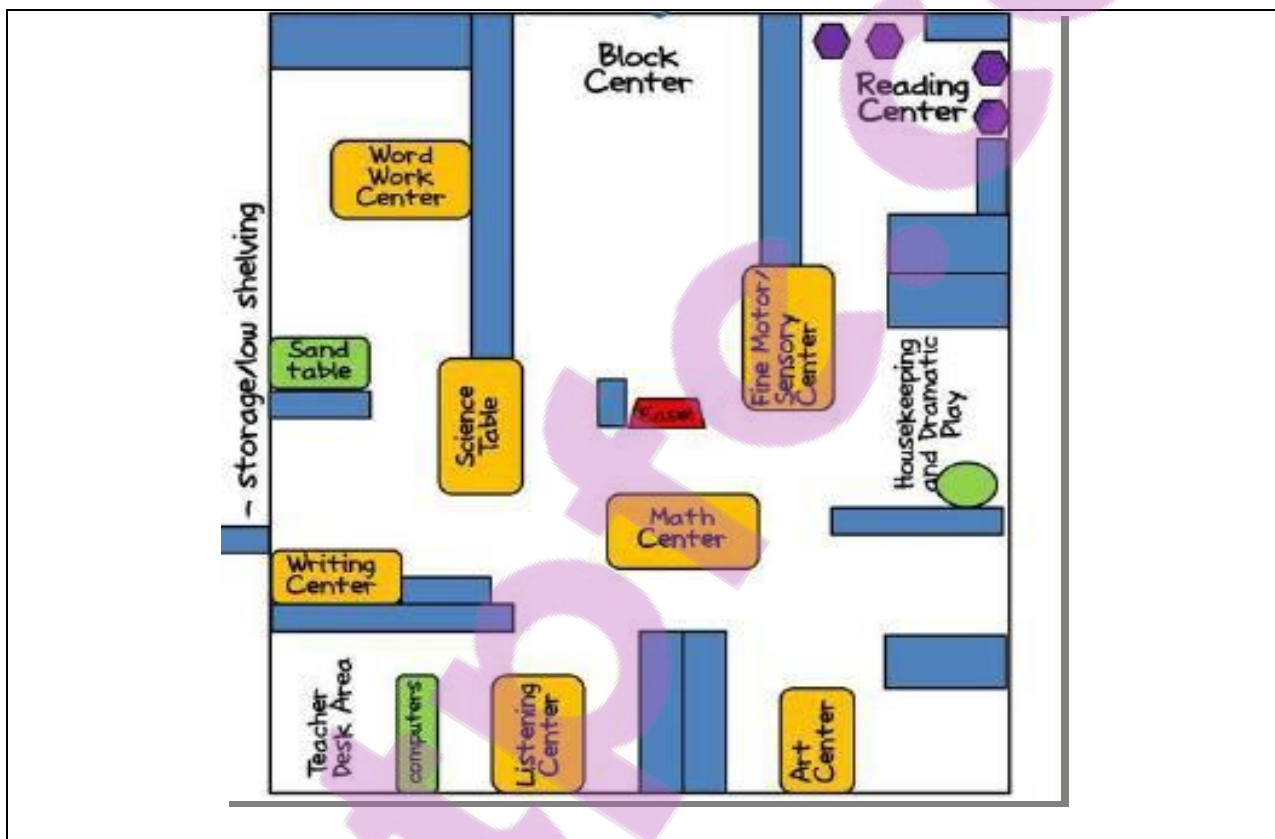 Block
Center
Reading
Center
Word
Work
Center
~ storage/low shelving
Sand
table
Fine Motor/
Sensory
Center
Housekeeping
and Dramatic
Play
Science
Table
Easel
Math
Center
Writing
Center
Teacher
Desk Area
computers
Listening
Center
Art
Center